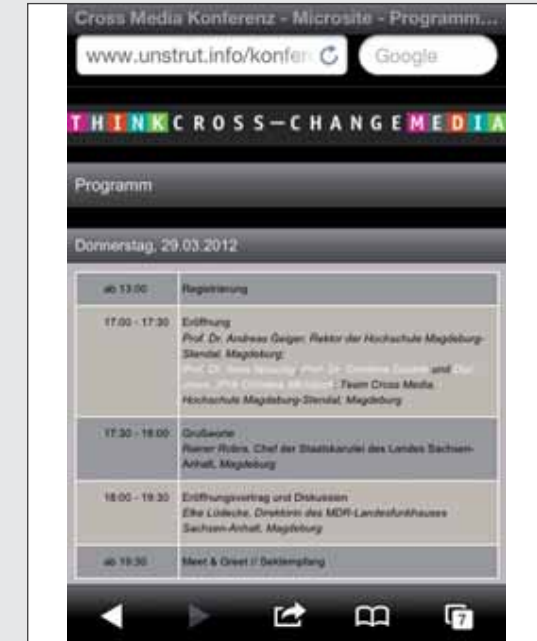 Cross Media Konferenz - Microsite - Programm...
www.unstrut.info/konfer
Google
THINKCROSS—CHANGEMEDIA
Programm
Donnerstag, 29.03.2012
ab 13:00 Registrierung
17:00 - 17:30 Eröffnung
Prof. Dr. Andreas Geiger, Rektor der Hochschule Magdeburg-
Stendal, Magdeburg;
und
Team Cross Media,
Hochschule Magdeburg-Stendal, Magdeburg
17:30 - 18:00 Grußworte
Rainer Robra, Chef der Staatskanzlei des Landes Sachsen-
Anhalt, Magdeburg
18:00 - 19:30 Eröffnungsvortrag und Diskussion
Elke Lüdecke, Direktorin des MDR-Landesfunkhauses
Sachsen-Anhalt, Magdeburg
ab 19:30 Meet & Greet // Sektempfang
7